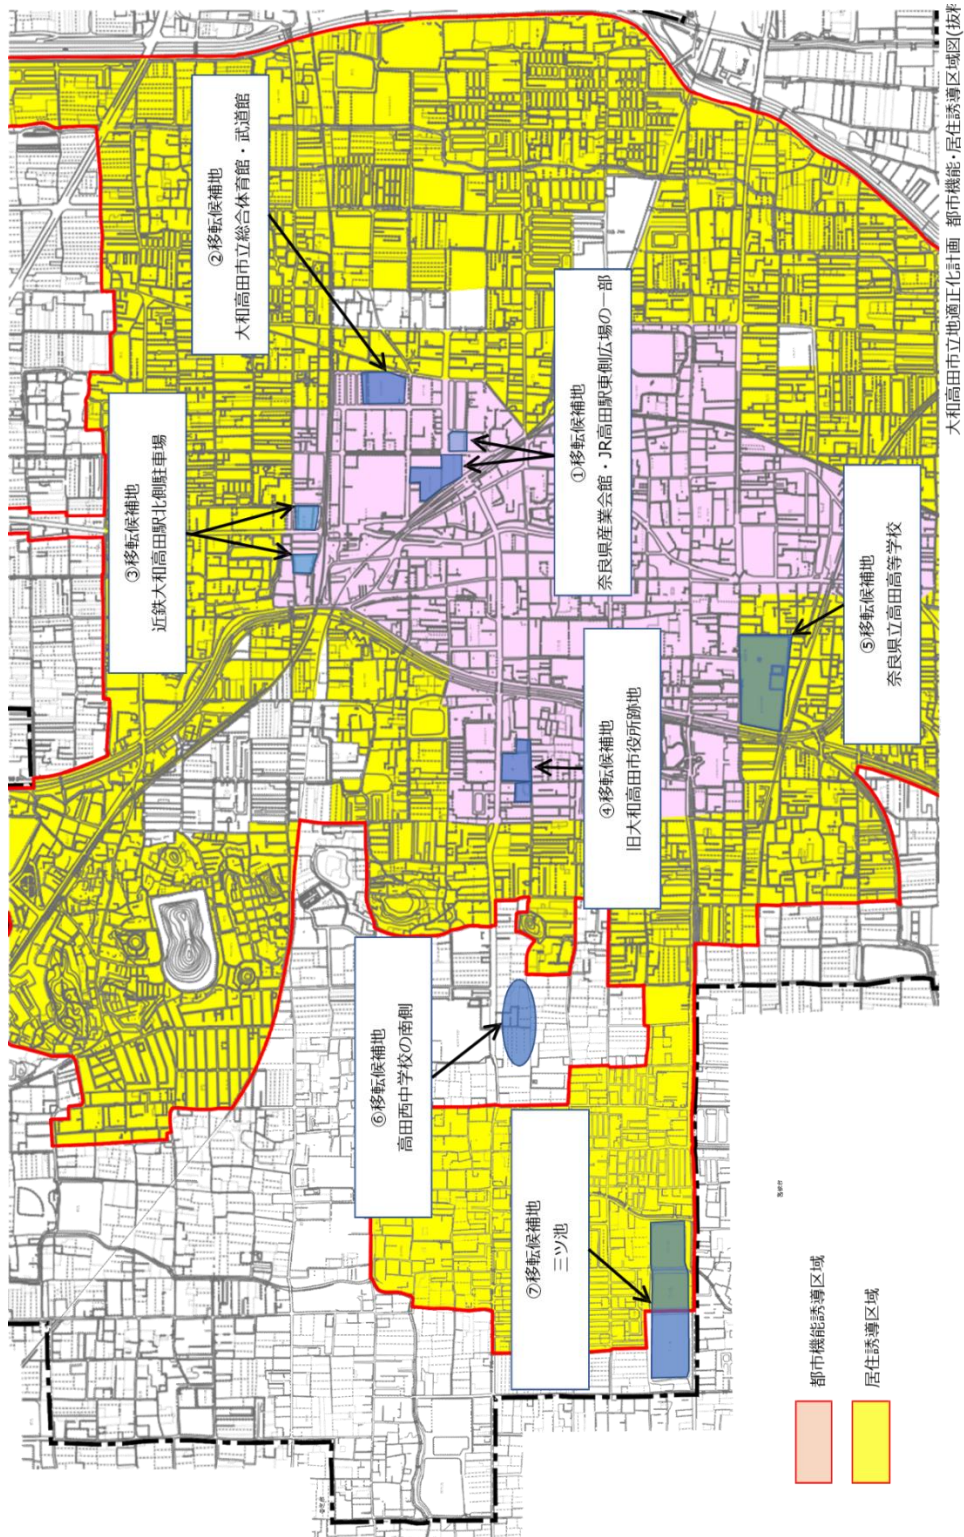 ②移転候補地
大和高田市立総合体育館・武道館
③移転候補地
近鉄大和高田駅北側駐車場
①移転候補地
奈良県産業会館・JR高田駅東側広場の一部
④移転候補地
旧大和高田市役所跡地
⑤移転候補地
奈良県立高田高等学校
⑥移転候補地
高田西中学校の南側
⑦移転候補地
三ツ池
都市機能誘導区域
居住誘導区域
大和高田市立地適正化計画 都市機能・居住誘導区域図(抜粋